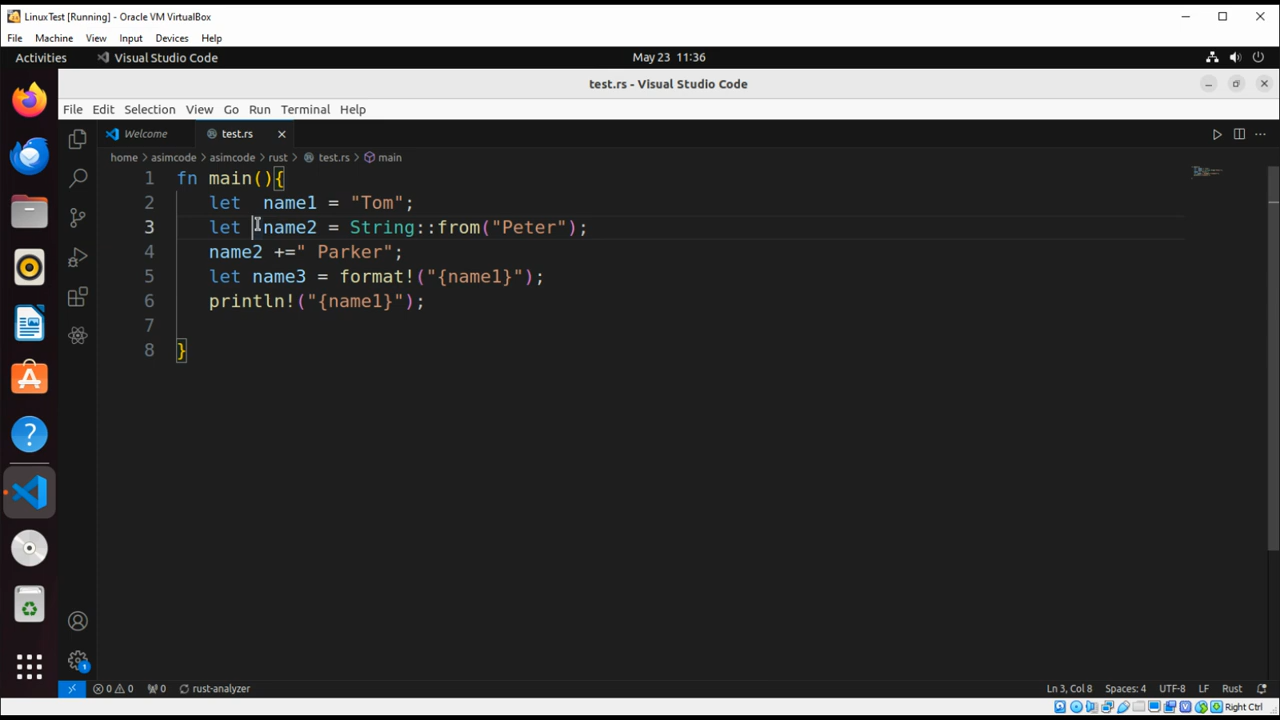 LinuxTest [Running] - Oracle VM VirtualBox
File Machine View Input Devices Help
Activities Visual Studio Code May 23 11:36
test.rs - Visual Studio Code
File Edit Selection View Go Run Terminal Help
Welcome test.rs
home > asimcode > asimcode > rust > test.rs > main
1 fn main(){
2 let  name1 = "Tom";
3 let  name2 = String::from("Peter");
4 name2 +=" Parker";
5 let name3 = format!("{name1}");
6 println!("{name1}");
7
8 }
1
0 0 0 rust-analyzer Ln 3, Col 8 Spaces: 4 UTF-8 LF Rust
Right Ctrl